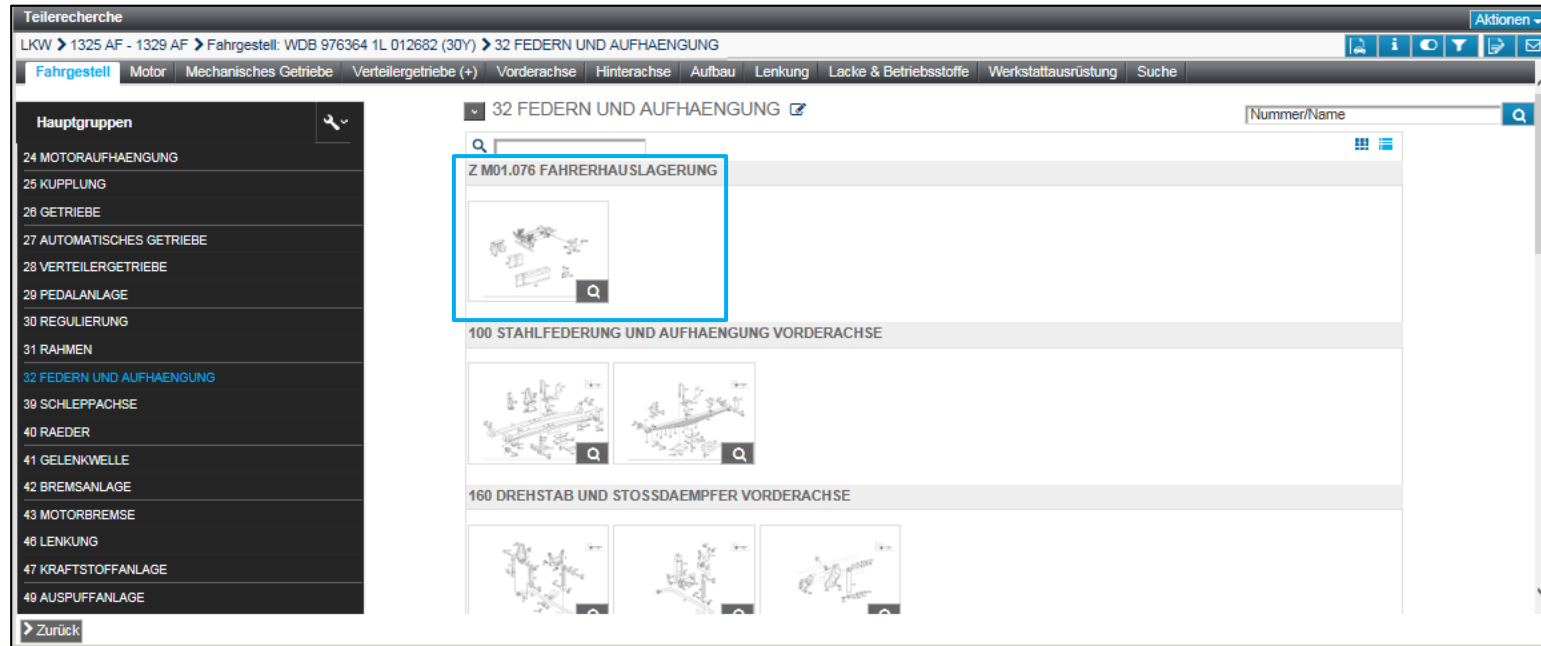 Teilerecherche
Aktionen
LKW > 1325 AF - 1329 AF > Fahrgestell: WDB 976364 1L 012682 (30Y) > 32 FEDERN UND AUFHAENGUNG
Fahrgestell Motor Mechanisches Getriebe Verteilergetriebe (+) Vorderachse Hinterachse Aufbau Lenkung Lacke & Betriebsstoffe Werkstattausrüstung Suche
Hauptgruppen
24 MOTORAUFHAENGUNG
25 KUPPLUNG
26 GETRIEBE
27 AUTOMATISCHES GETRIEBE
28 VERTEILERGETRIEBE
29 PEDALANLAGE
30 REGULIERUNG
31 RAHMEN
32 FEDERN UND AUFHAENGUNG
39 SCHLEPPACHSE
40 RAEDER
41 GELENKWELLE
42 BREMSANLAGE
43 MOTORBREMSE
46 LENKUNG
47 KRAFTSTOFFANLAGE
49 AUSPUFFANLAGE
32 FEDERN UND AUFHAENGUNG
Nummer/Name
Z M01.076 FAHRERHAUSLAGERUNG
100 STAHLFEDERUNG UND AUFHAENGUNG VORDERACHSE
160 DREHSTAB UND STOSSDAEMPFER VORDERACHSE
> Zurück